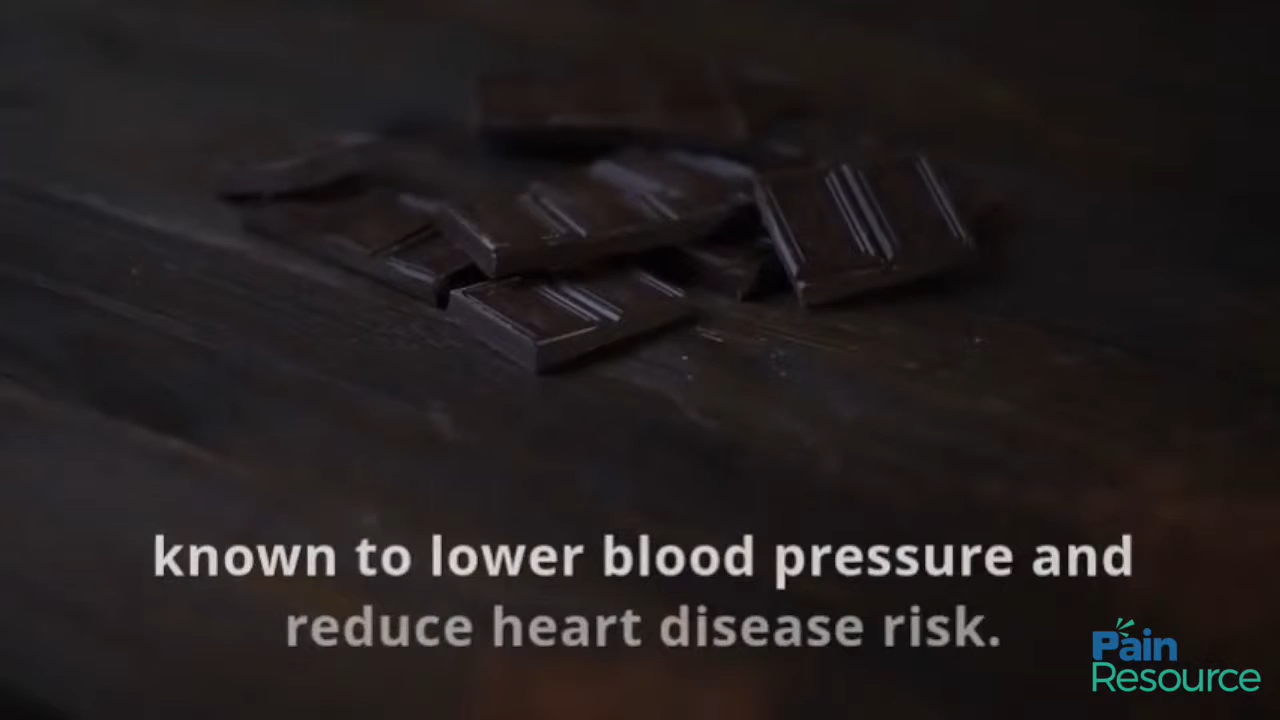 known to lower blood pressure and
reduce heart disease risk.
Pain
Resource